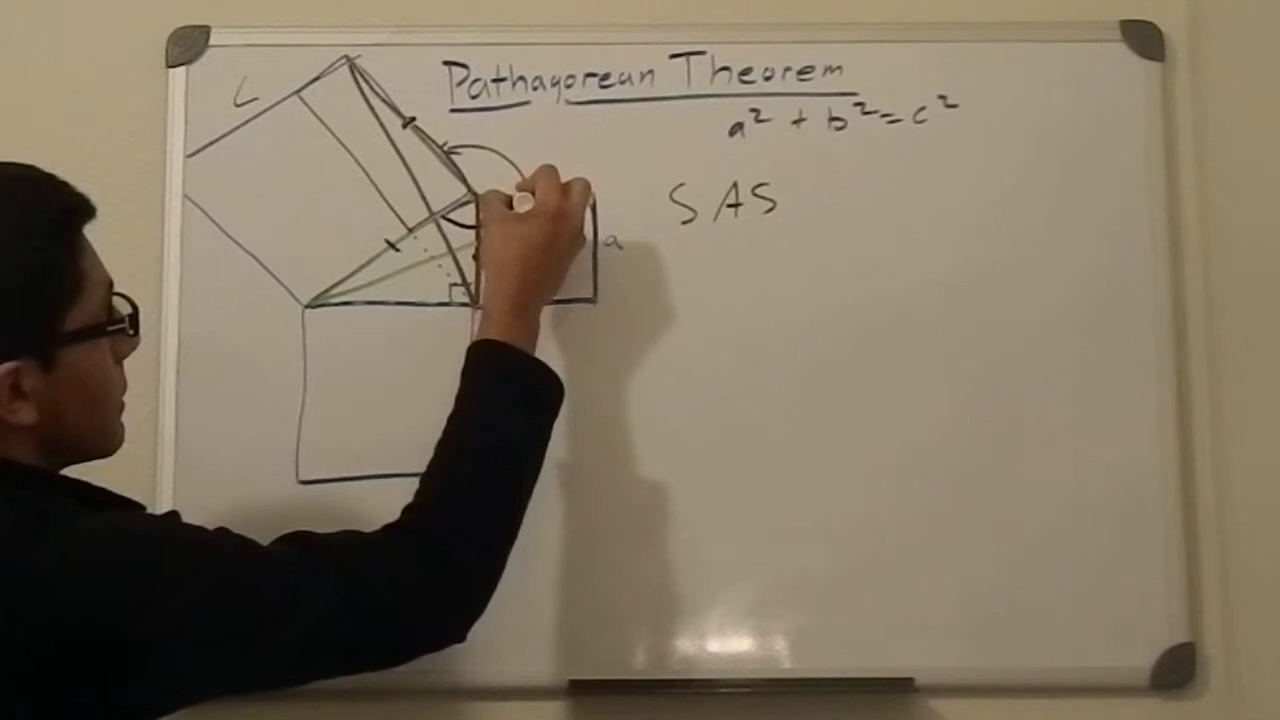 Pathagorean Theorem
a² + b² = c²
C
SAS
a